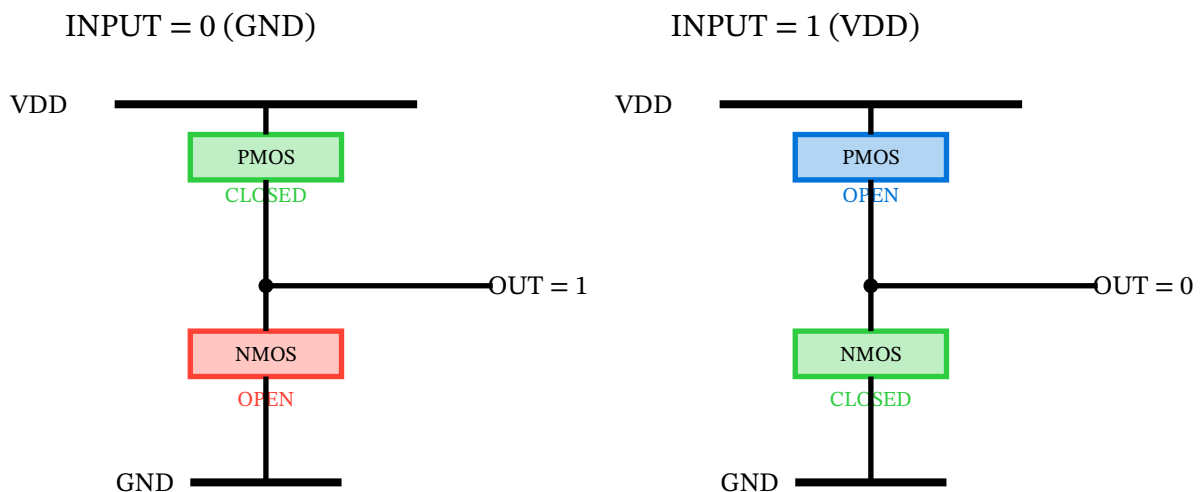 INPUT = 0 (GND)
VDD
PMOS
CLOSED
OUT = 1
NMOS
OPEN
GND
INPUT = 1 (VDD)
VDD
PMOS
OPEN
OUT = 0
NMOS
CLOSED
GND